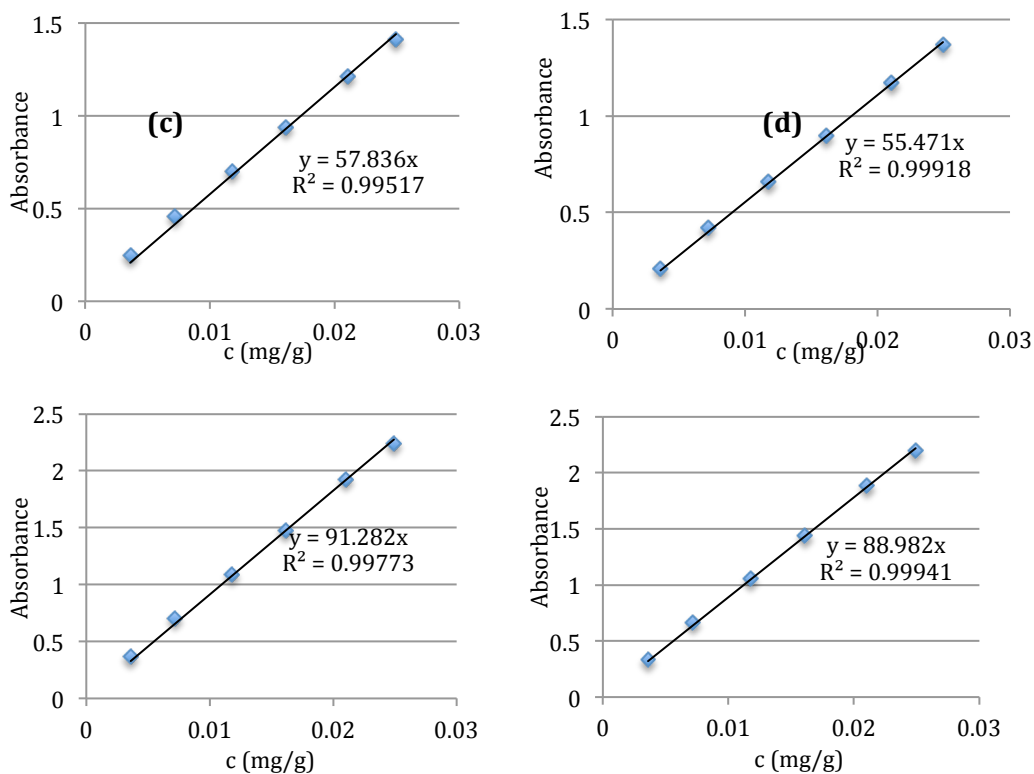 1.5
1
0.5
0
Absorbance
(c)
y = 57.836x
R² = 0.99517
0
0.01
0.02
0.03
c (mg/g)
1.5
1
0.5
0
Absorbance
(d)
y = 55.471x
R² = 0.99918
0
0.01
0.02
0.03
c (mg/g)
2.5
2
1.5
1
0.5
0
Absorbance
y = 91.282x
R² = 0.99773
0
0.01
0.02
0.03
c (mg/g)
2.5
2
1.5
1
0.5
0
Absorbance
y = 88.982x
R² = 0.99941
0
0.01
0.02
0.03
c (mg/g)